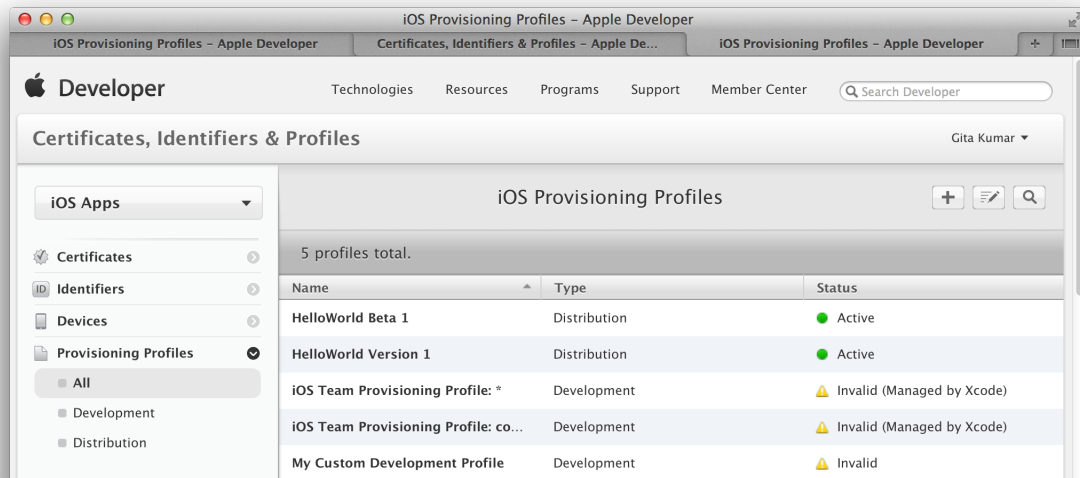 iOS Provisioning Profiles – Apple Developer
iOS Provisioning Profiles – Apple Developer Certificates, Identifiers & Profiles – Apple De... iOS Provisioning Profiles – Apple Developer
Developer Technologies Resources Programs Support Member Center Search Developer
Certificates, Identifiers & Profiles Gita Kumar
iOS Apps iOS Provisioning Profiles
5 profiles total.
Certificates
ID Identifiers
Devices
Provisioning Profiles
All
Development
Distribution
Name Type Status
HelloWorld Beta 1 Distribution Active
HelloWorld Version 1 Distribution Active
iOS Team Provisioning Profile: * Development Invalid (Managed by Xcode)
iOS Team Provisioning Profile: co... Development Invalid (Managed by Xcode)
My Custom Development Profile Development Invalid